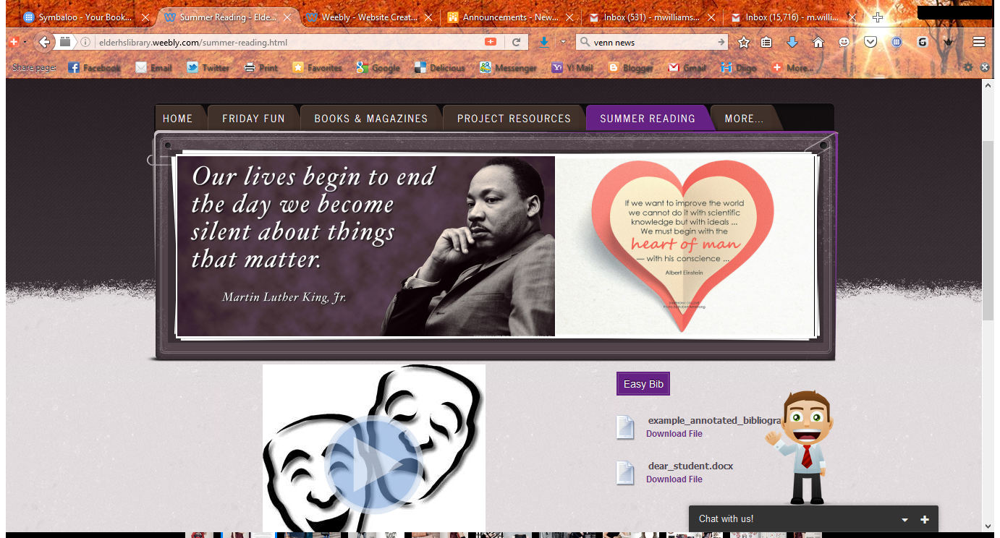 Symbaloo - Your Book...
Summer Reading - Elde...
Weebly - Website Creat...
Announcements - New...
Inbox (531) - mwilliams...
Inbox (15,716) - m.willi...
elderhslibrary.weebly.com/summer-reading.html
venn news
Share page:
Facebook
Email
Twitter
Print
Favorites
Google
Delicious
Messenger
Y! Mail
Blogger
Gmail
Diigo
More...
HOME
FRIDAY FUN
BOOKS & MAGAZINES
PROJECT RESOURCES
SUMMER READING
MORE...
Our lives begin to end
the day we become
silent about things
that matter.
Martin Luther King, Jr.
If we want to improve the world
we cannot do it with scientific
knowledge but with ideals ...
We must begin with the
heart of man
— with his conscience ...
Albert Einstein
Easy Bib
example_annotated_bibliogra
Download File
dear_student.docx
Download File
Chat with us!